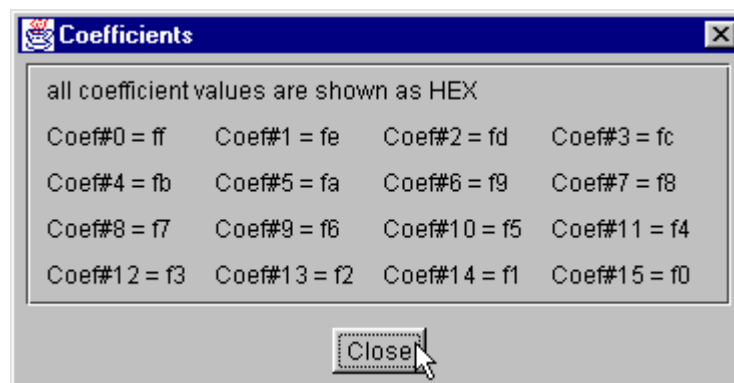 Coefficients
all coefficient values are shown as HEX
Coef#0 = ff Coef#1 = fe Coef#2 = fd Coef#3 = fc
Coef#4 = fb Coef#5 = fa Coef#6 = f9 Coef#7 = f8
Coef#8 = f7 Coef#9 = f6 Coef#10 = f5 Coef#11 = f4
Coef#12 = f3 Coef#13 = f2 Coef#14 = f1 Coef#15 = f0
Close